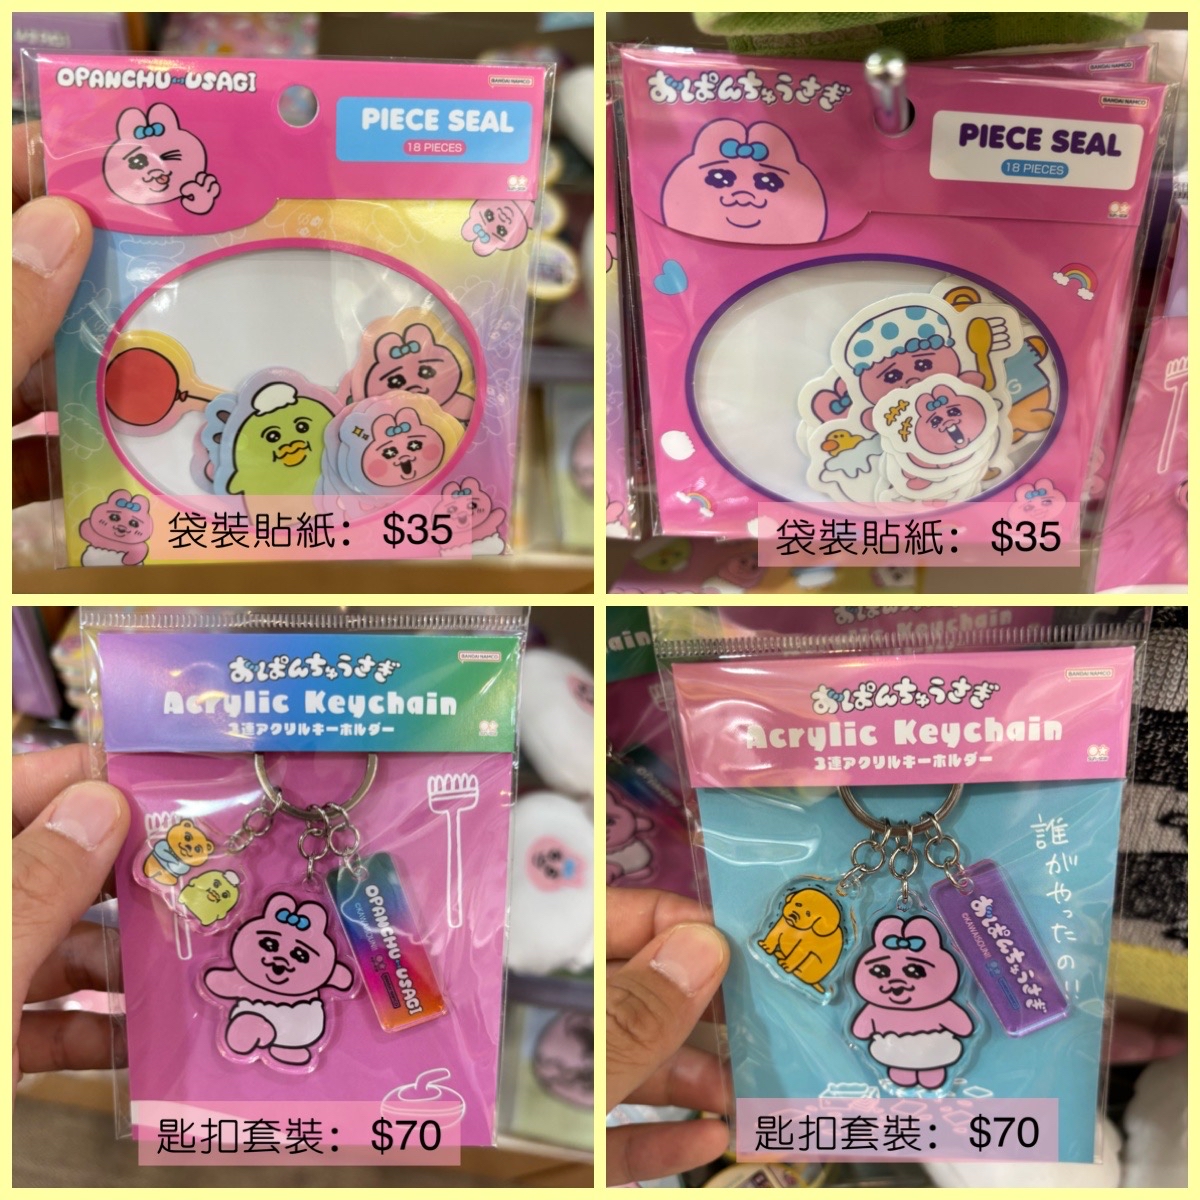 OPANCHU USAGI
BANDAI NAMCO
PIECE SEAL
18 PIECES
袋裝貼紙： $35
おぱんちゅうさぎ
BANDAI NAMCO
PIECE SEAL
18 PIECES
袋裝貼紙： $35
おぱんちゅうさぎ
BANDAI NAMCO
Acrylic Keychain
3連アクリルキーホルダー
OPANCHU USAGI
©KAWAISOUNI!
匙扣套裝： $70
Acrylic Keychain
おぱんちゅうさぎ
BANDAI NAMCO
Acrylic Keychain
3連アクリルキーホルダー
誰がやったの!!
おぱんちゅうさぎ
©KAWAISOUNI!
匙扣套裝： $70